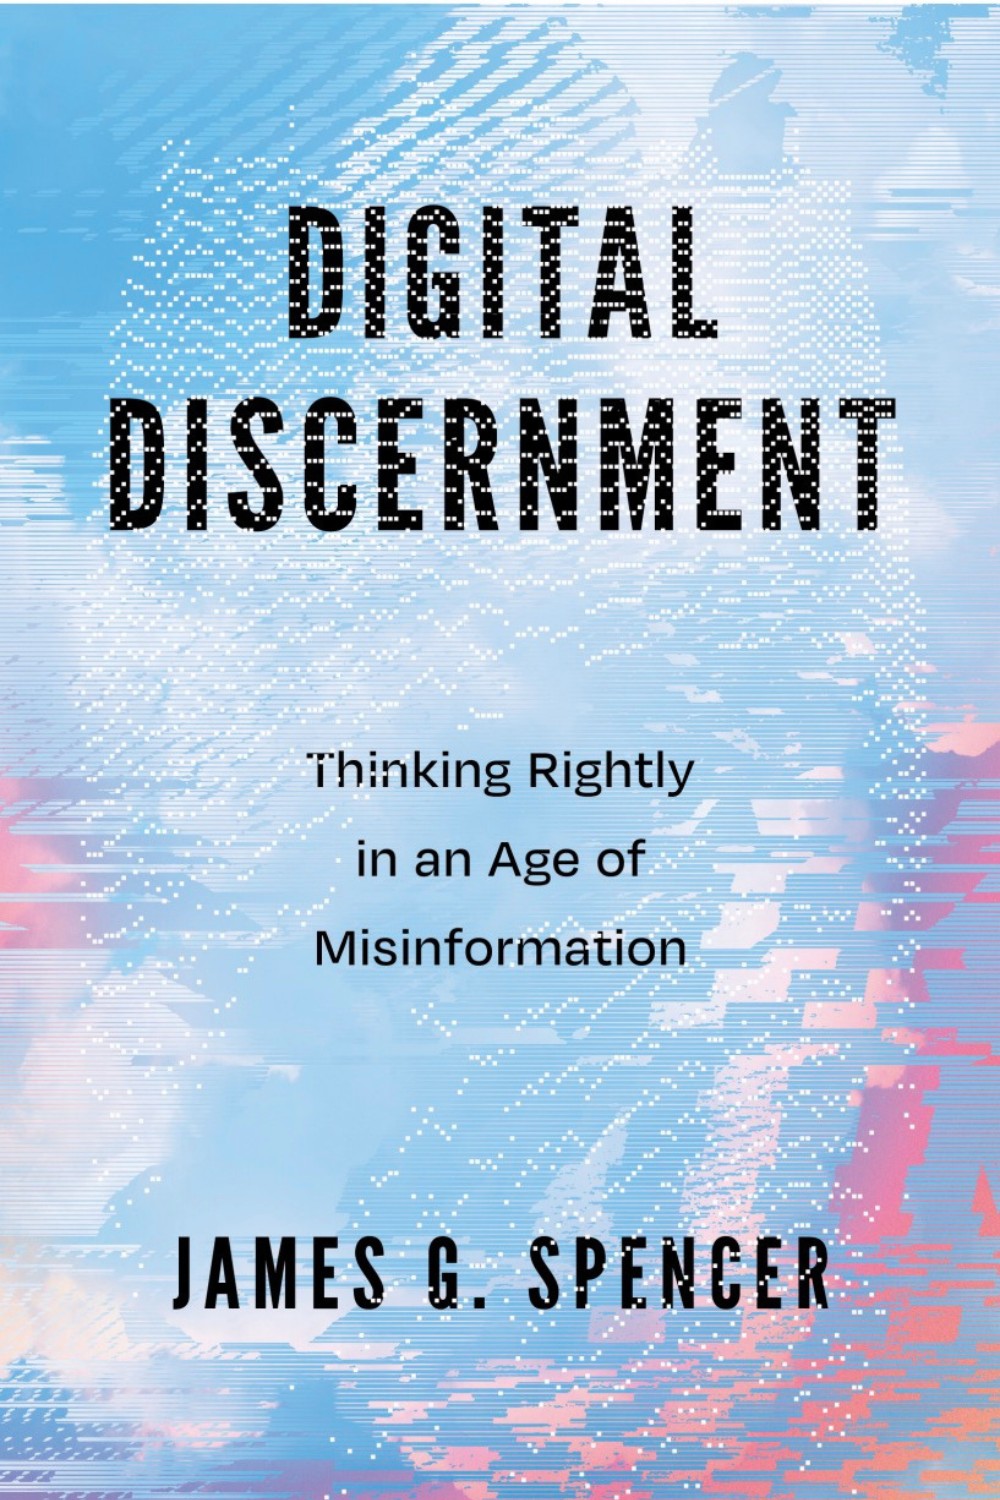 DIGITAL
DISCERNMENT
Thinking Rightly
in an Age of
Misinformation
JAMES G. SPENCER